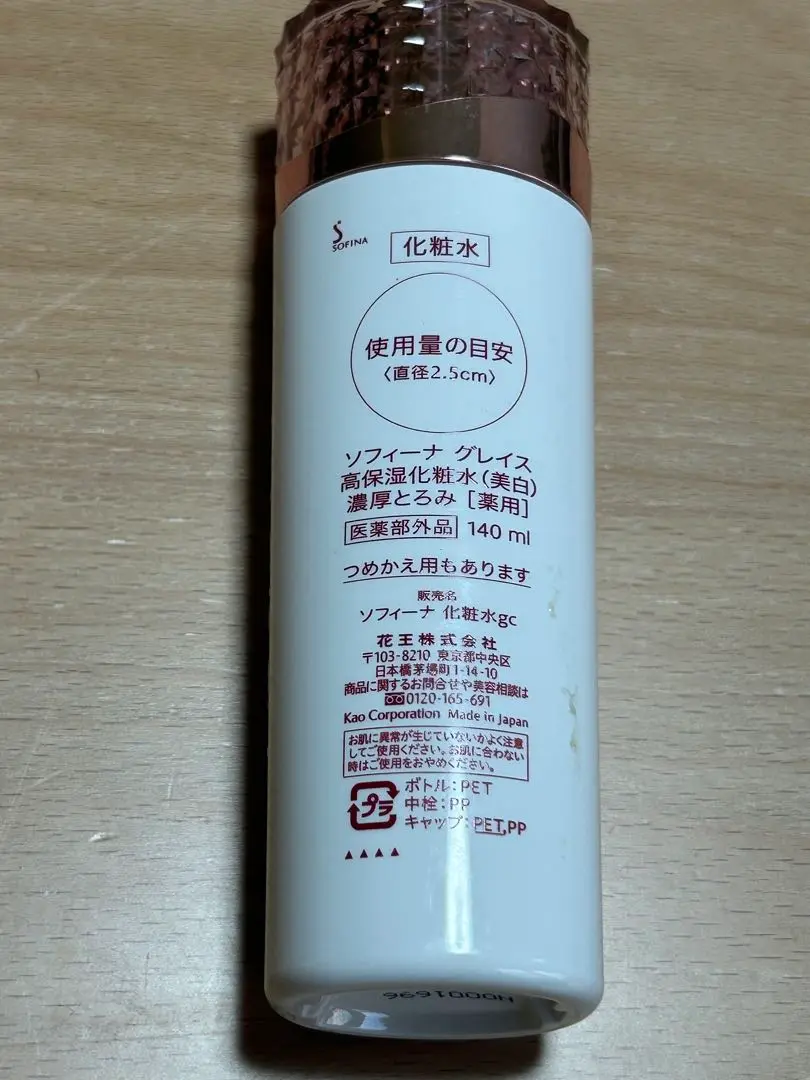 SOFINA
化粧水
使用量の目安
〈直径2.5cm〉
ソフィーナ グレイス
高保湿化粧水(美白)
濃厚とろみ [薬用]
医薬部外品 140 ml
つめかえ用もあります
販売名
ソフィーナ 化粧水gc
花王株式会社
〒103-8210 東京都中央区
日本橋茅場町1-14-10
商品に関するお問合せや美容相談は
0120-165-691
Kao Corporation Made in Japan
お肌に異常が生じていないかよく注意
してご使用ください。お肌に合わない
時はご使用をおやめください。
プラ
ボトル:PET
中栓:PP
キャップ:PET,PP
N0001696